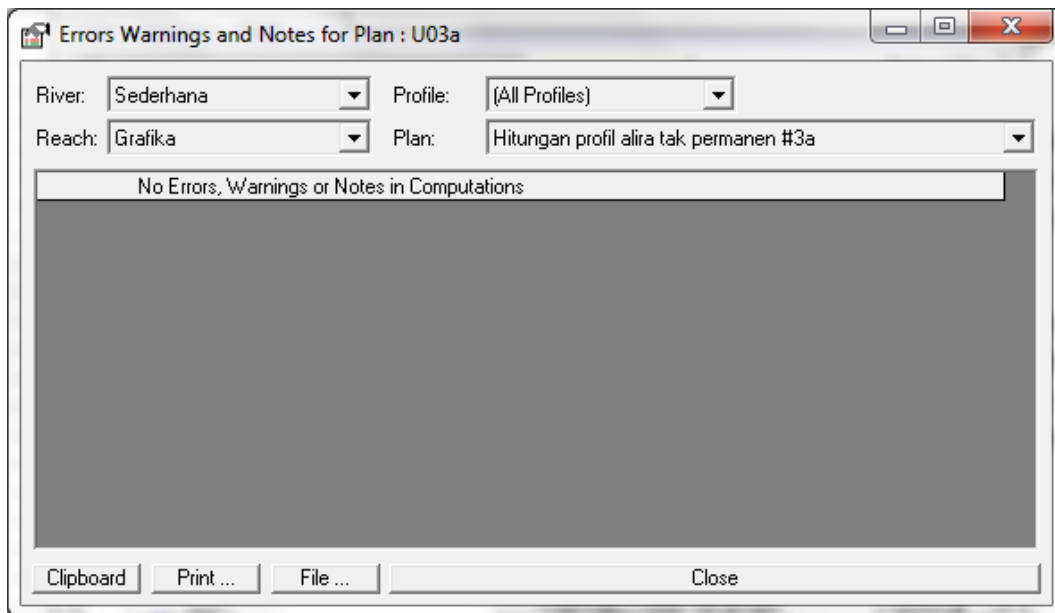 Errors Warnings and Notes for Plan : U03a
River: Sederhana Profile: (All Profiles)
Reach: Grafika Plan: Hitungan profil alira tak permanen #3a
No Errors, Warnings or Notes in Computations
Clipboard Print ... File ... Close